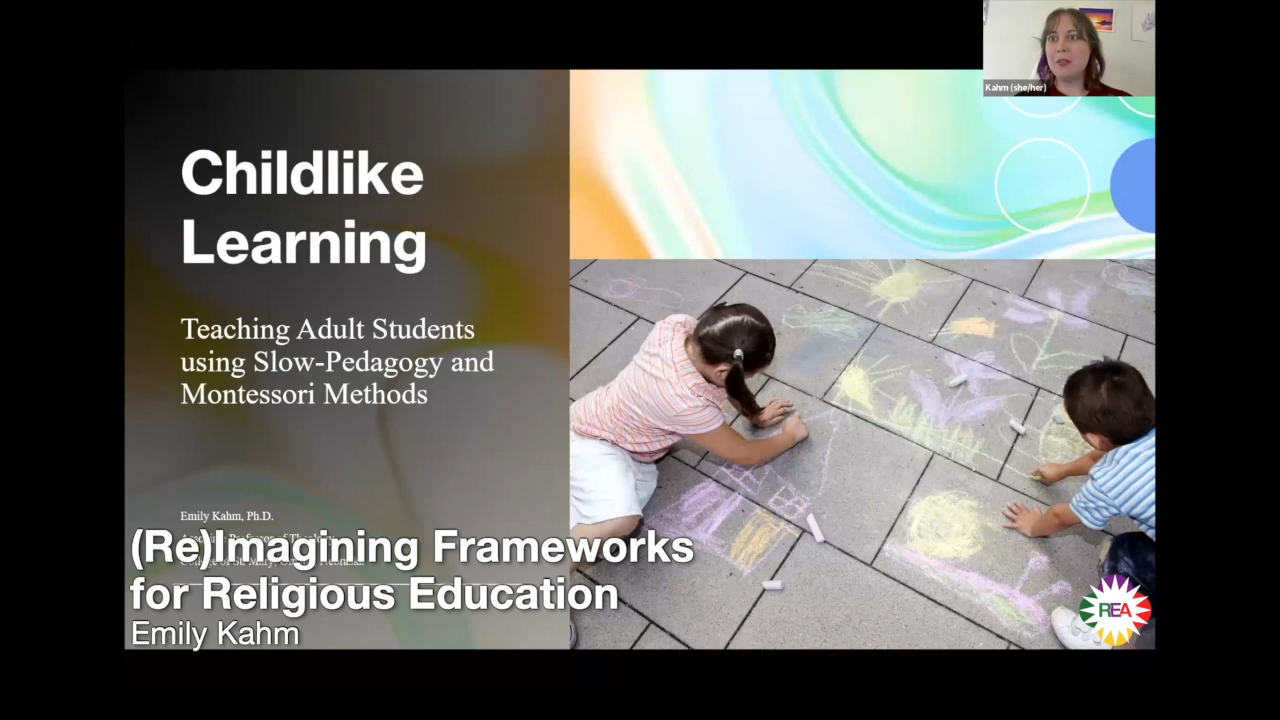 Kahm (she/her)
Childlike
Learning
Teaching Adult Students
using Slow-Pedagogy and
Montessori Methods
Emily Kahm, Ph.D.
(Re)Imagining Frameworks
for Religious Education
Emily Kahm
REA